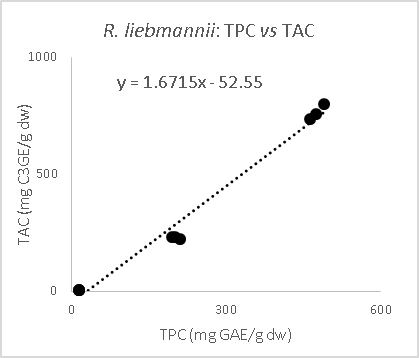 R. liebmannii: TPC vs TAC
y = 1.6715x - 52.55
1000
500
0
TAC (mg C3GE/g dw)
0 300 600
TPC (mg GAE/g dw)